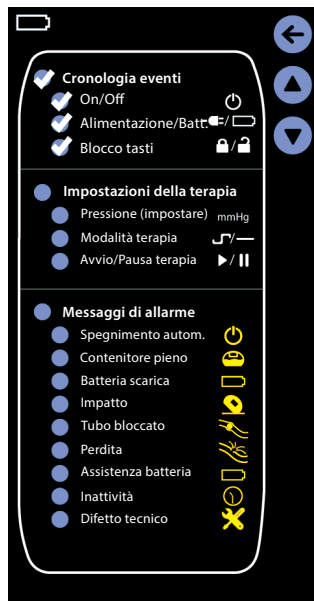 Cronologia eventi
On/Off
Alimentazione/Batt.
Blocco tasti
Impostazioni della terapia
Pressione (impostare) mmHg
Modalità terapia
Avvio/Pausa terapia
Messaggi di allarme
Spegnimento autom.
Contenitore pieno
Batteria scarica
Impatto
Tubo bloccato
Perdita
Assistenza batteria
Inattività
Difetto tecnico